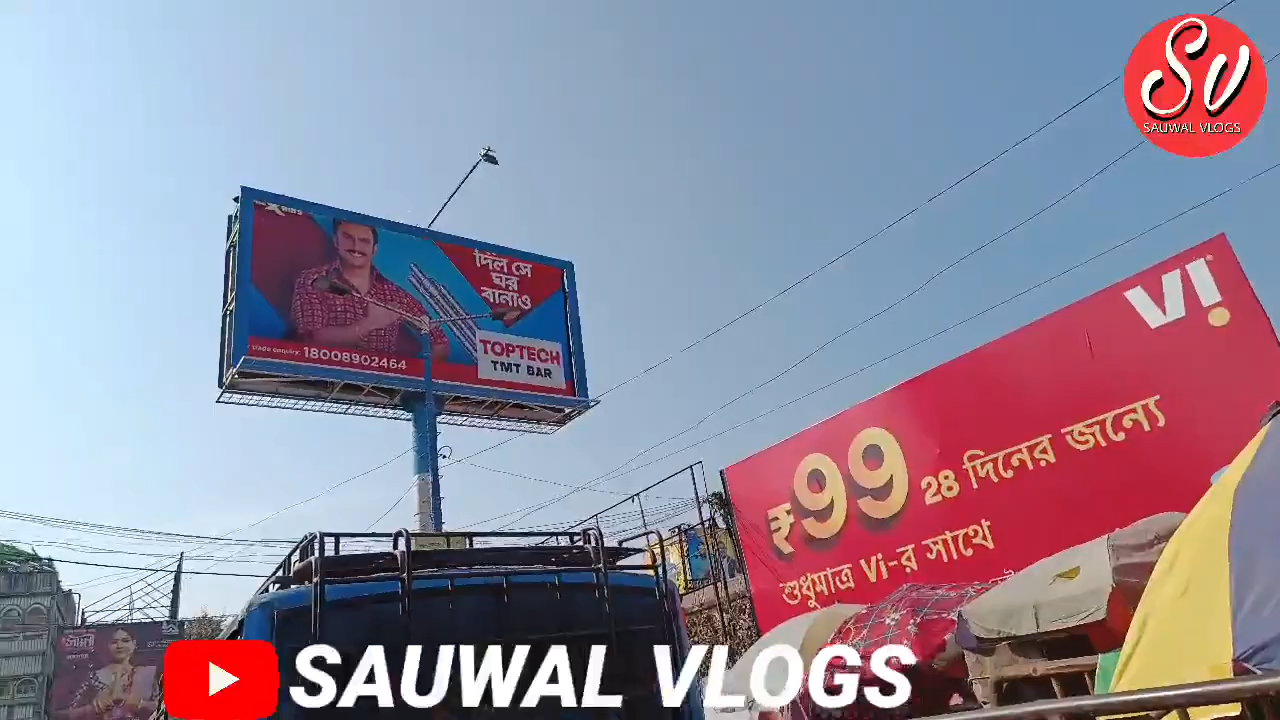 SV
SAUWAL VLOGS
দিল সে
ঘর
বানাও
18008902464
TOPTECH
TMT BAR
Vi
₹99 28 দিনের জন্যে
শুধুমাত্র Vi-র সাথে
SAUWAL VLOGS